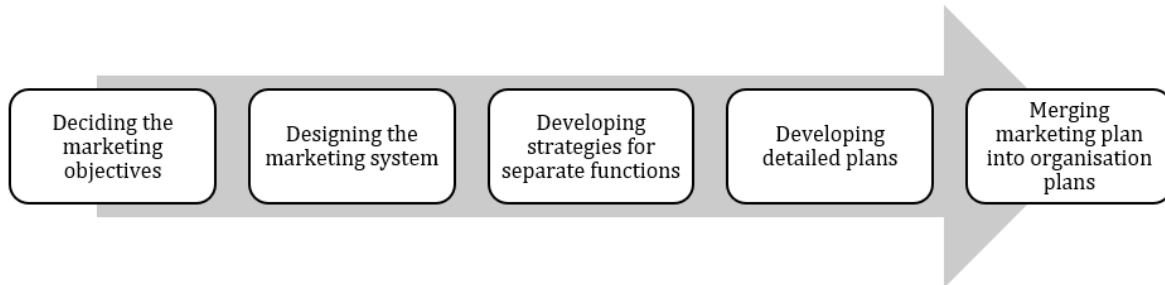 Deciding the
marketing
objectives
Designing the
marketing system
Developing
strategies for
separate functions
Developing
detailed plans
Merging
marketing plan
into organisation
plans